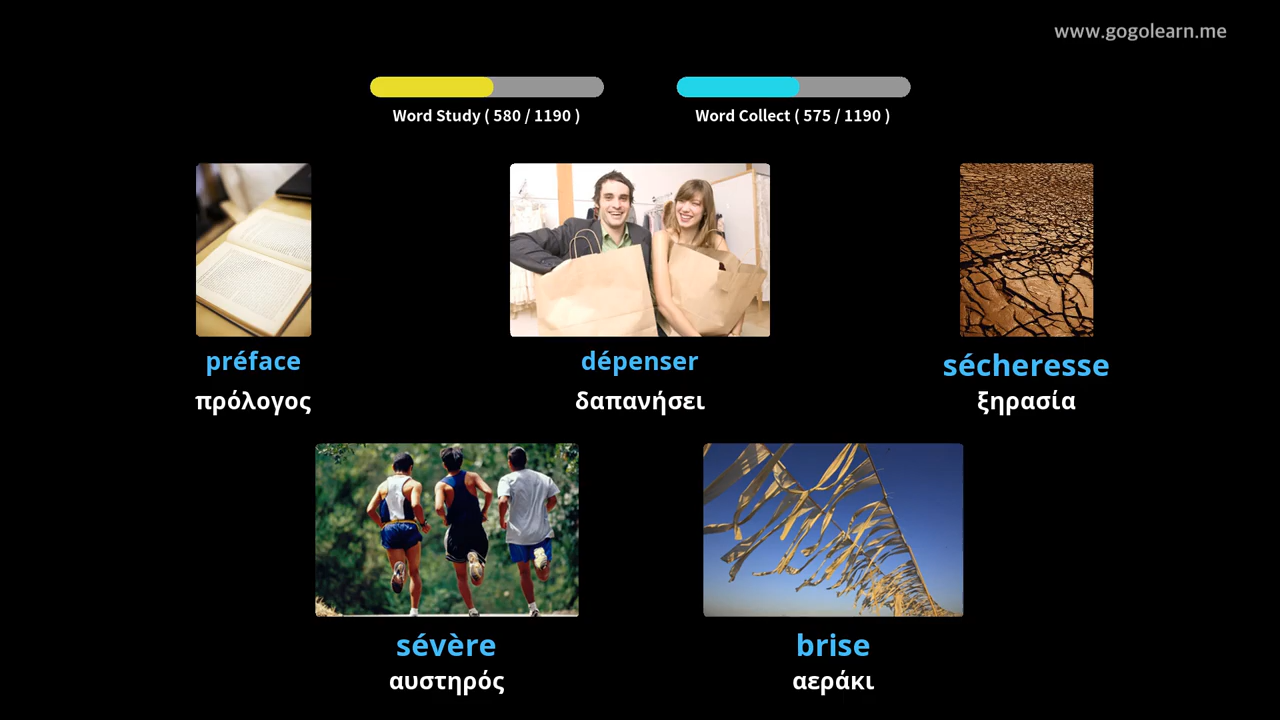 www.gogolearn.me
Word Study ( 580 / 1190 )
Word Collect ( 575 / 1190 )
préface
dépenser
sécheresse
πρόλογος
δαπανήσει
ξηρασία
sévère
brise
αυστηρός
αεράκι